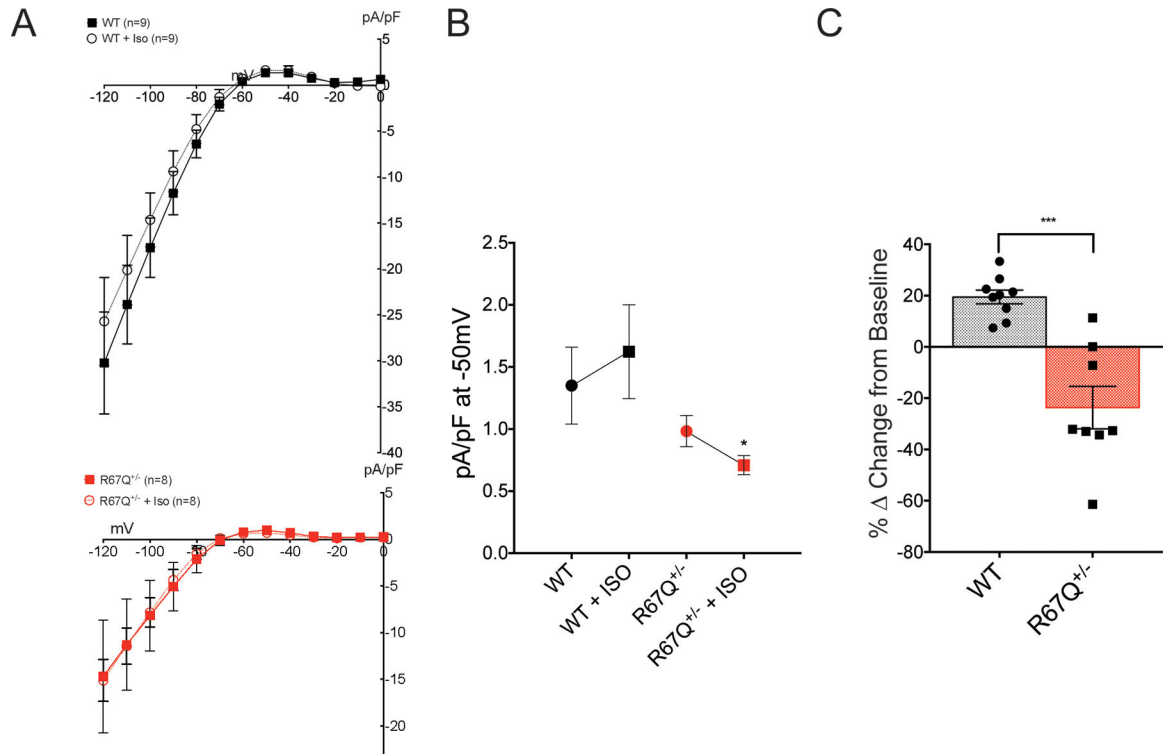 A
WT (n=9)
WT + Iso (n=9)
pA/pF
5
mV
-120 -100 -80 -60 -40 -20 0
-5
-10
-15
-20
-25
-30
-35
-40
R67Q+/- (n=8)
R67Q+/- + Iso (n=8)
pA/pF
5
mV
-120 -100 -80 -60 -40 -20 0
-5
-10
-15
-20
B
pA/pF at -50mV
2.5
2.0
1.5
1.0
0.5
0.0
*
WT
WT + ISO
R67Q+/-
R67Q+/- + ISO
C
% Δ Change from Baseline
***
40
20
0
-20
-40
-60
-80
WT
R67Q+/-